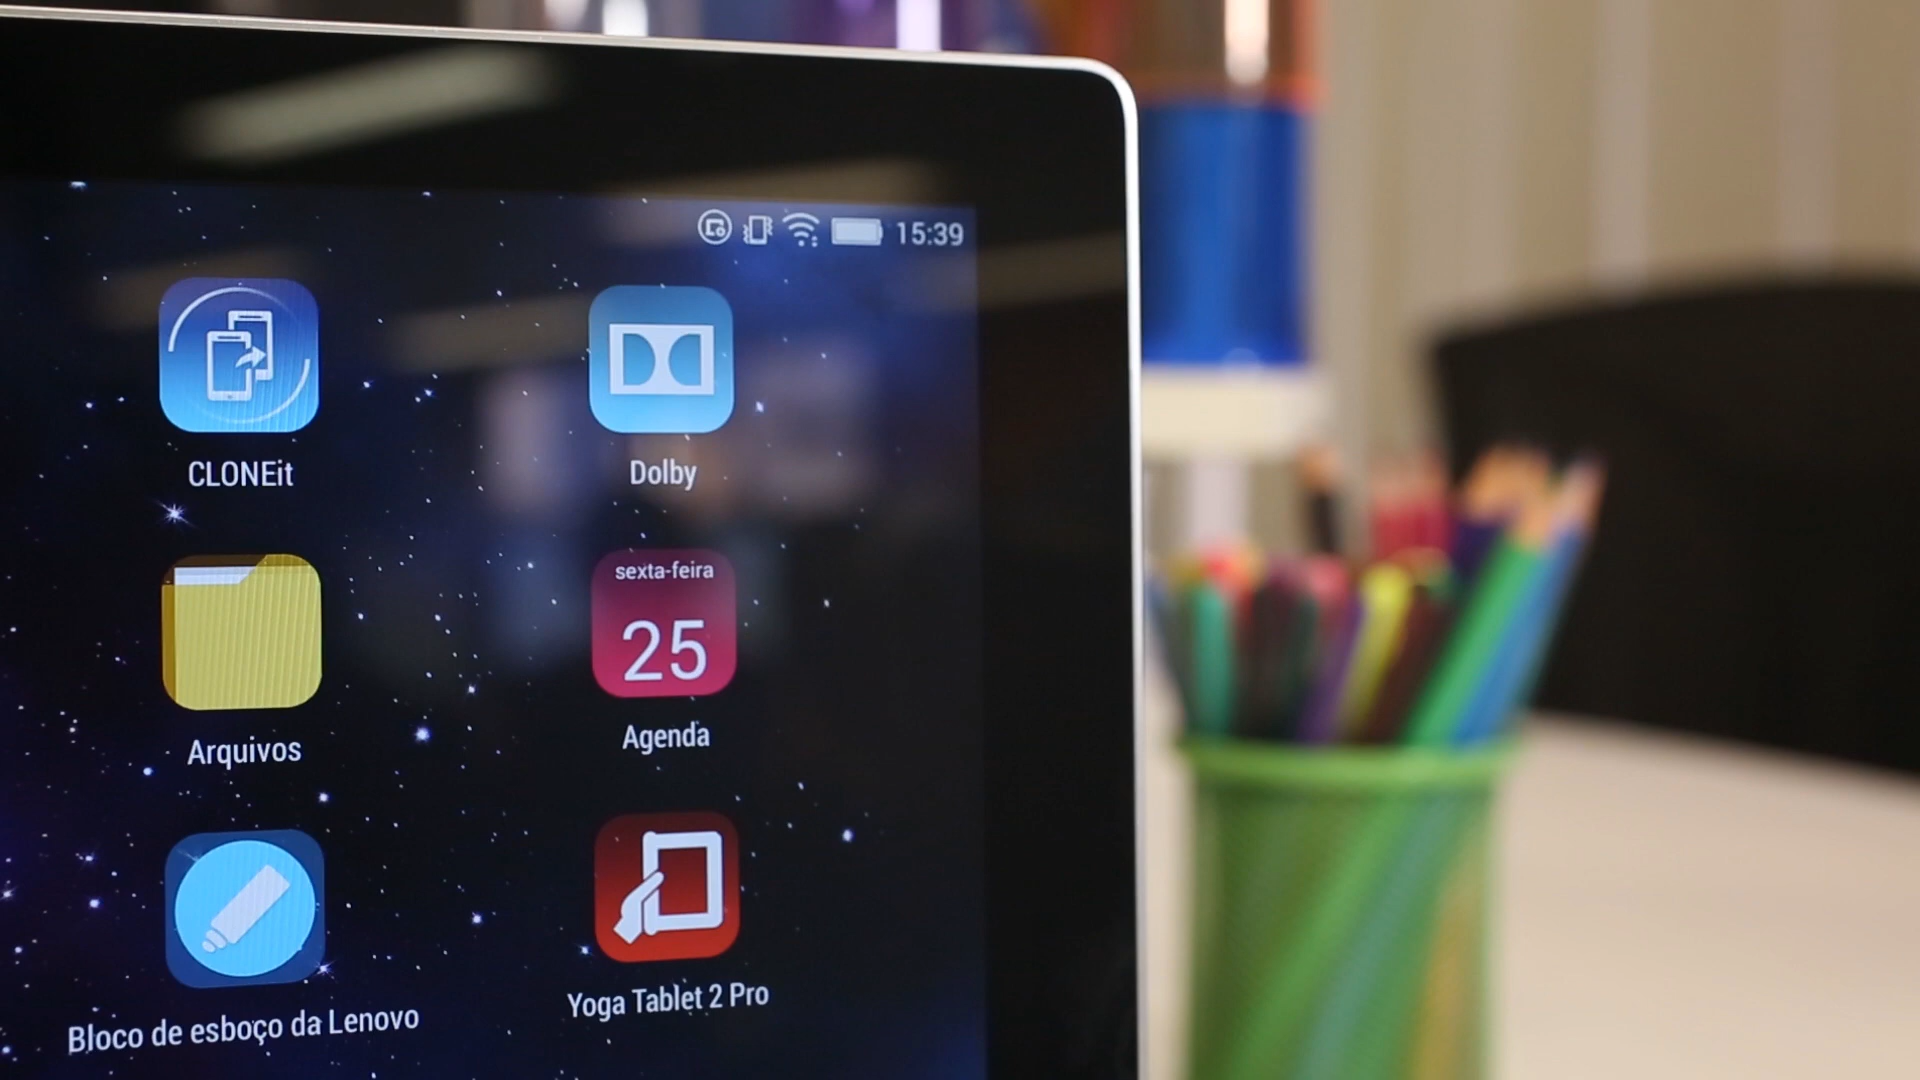 15:39
CLONEit
Dolby
sexta-feira
25
Arquivos
Agenda
Bloco de esboço da Lenovo
Yoga Tablet 2 Pro